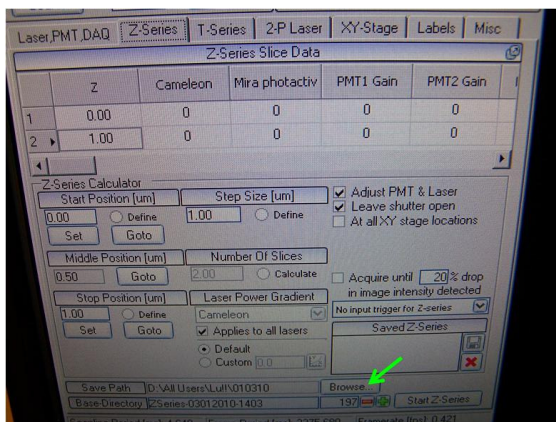 Laser,PMT,DAQ Z-Series T-Series 2-P Laser XY-Stage Labels Misc
Z-Series Slice Data
Z Cameleon Mira photactiv PMT1 Gain PMT2 Gain
1 0.00 0 0 0 0
2 1.00 0 0 0 0
Z-Series Calculator
Start Position [um] Step Size [um] Adjust PMT & Laser
0.00 Define 1.00 Define Leave shutter open
Set Goto At all XY stage locations
Middle Position [um] Number Of Slices
0.50 Goto 2.00 Calculate Acquire until 20 % drop
in image intensity detected
Stop Position [um] Laser Power Gradient No input trigger for Z-series
1.00 Define Cameleon
Set Goto Applies to all lasers Saved Z-Series
Default
Custom 0.0
Save Path D:\All Users\Lu!!\010310 Browse...
Base-Directory ZSeries-03012010-1403 197 Start Z-Series